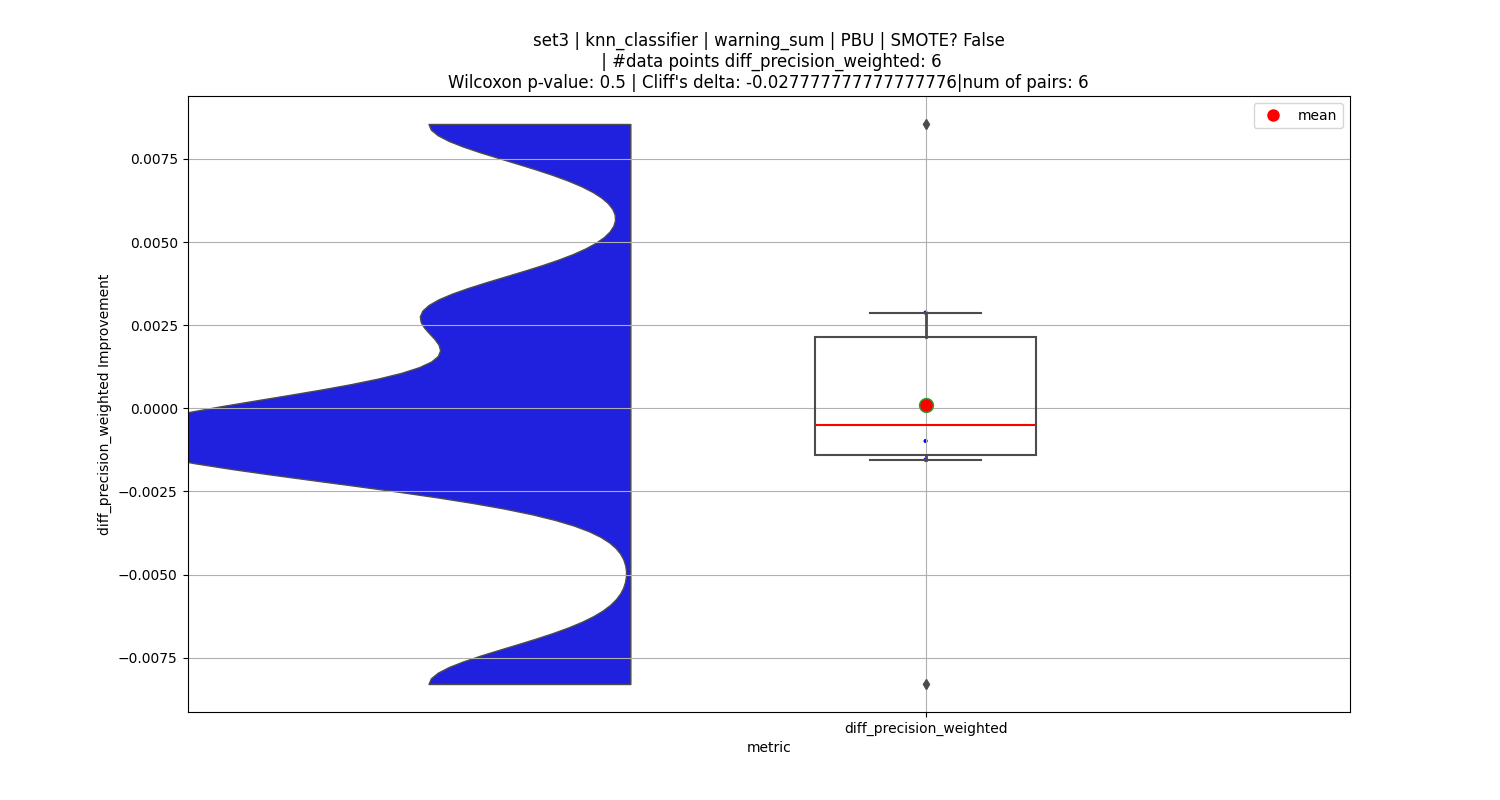 set3 | knn_classifier | warning_sum | PBU | SMOTE? False
| #data points diff_precision_weighted: 6
Wilcoxon p-value: 0.5 | Cliff's delta: -0.027777777777777776|num of pairs: 6
mean
0.0075
0.0050
0.0025
0.0000
−0.0025
−0.0050
−0.0075
diff_precision_weighted Improvement
diff_precision_weighted
metric